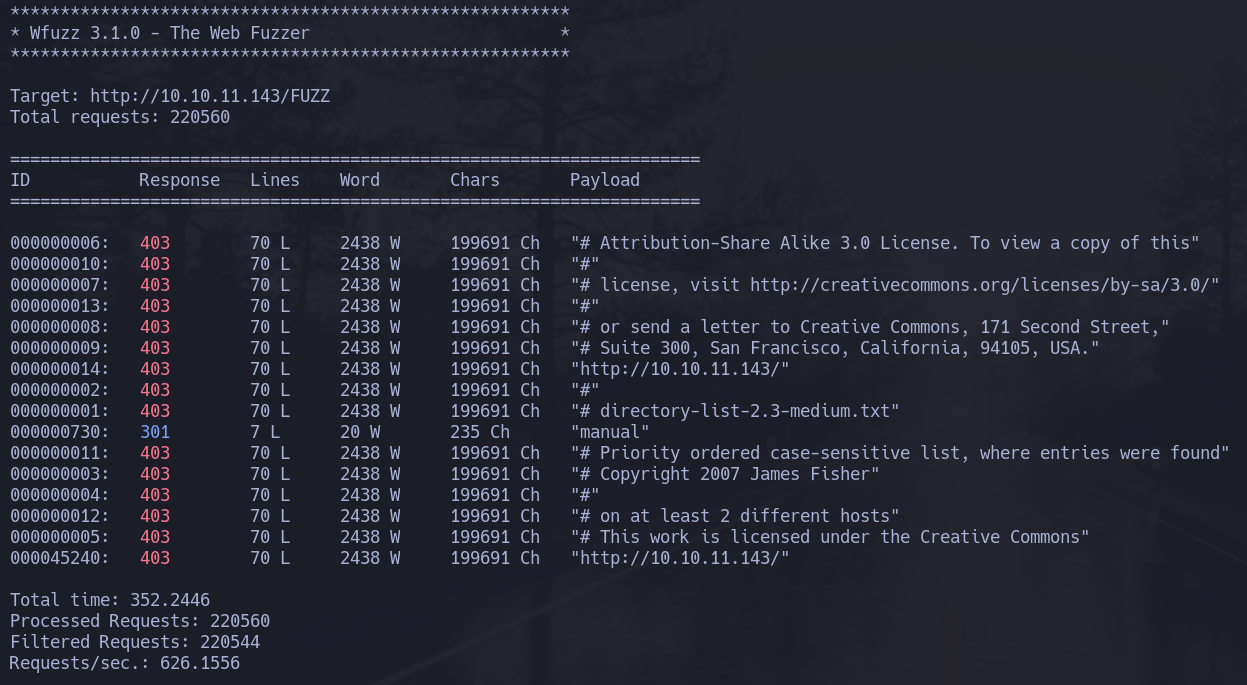 ********************************************************
* Wfuzz 3.1.0 - The Web Fuzzer                         *
********************************************************
Target: http://10.10.11.143/FUZZ
Total requests: 220560
=====================================================================
ID           Response   Lines    Word       Chars       Payload
=====================================================================
000000006:   403        70 L     2438 W     199691 Ch   "# Attribution-Share Alike 3.0 License. To view a copy of this"
000000010:   403        70 L     2438 W     199691 Ch   "#"
000000007:   403        70 L     2438 W     199691 Ch   "# license, visit http://creativecommons.org/licenses/by-sa/3.0/"
000000013:   403        70 L     2438 W     199691 Ch   "#"
000000008:   403        70 L     2438 W     199691 Ch   "# or send a letter to Creative Commons, 171 Second Street,"
000000009:   403        70 L     2438 W     199691 Ch   "# Suite 300, San Francisco, California, 94105, USA."
000000014:   403        70 L     2438 W     199691 Ch   "http://10.10.11.143/"
000000002:   403        70 L     2438 W     199691 Ch   "#"
000000001:   403        70 L     2438 W     199691 Ch   "# directory-list-2.3-medium.txt"
000000730:   301        7 L      20 W       235 Ch      "manual"
000000011:   403        70 L     2438 W     199691 Ch   "# Priority ordered case-sensitive list, where entries were found"
000000003:   403        70 L     2438 W     199691 Ch   "# Copyright 2007 James Fisher"
000000004:   403        70 L     2438 W     199691 Ch   "#"
000000012:   403        70 L     2438 W     199691 Ch   "# on at least 2 different hosts"
000000005:   403        70 L     2438 W     199691 Ch   "# This work is licensed under the Creative Commons"
000045240:   403        70 L     2438 W     199691 Ch   "http://10.10.11.143/"
Total time: 352.2446
Processed Requests: 220560
Filtered Requests: 220544
Requests/sec.: 626.1556